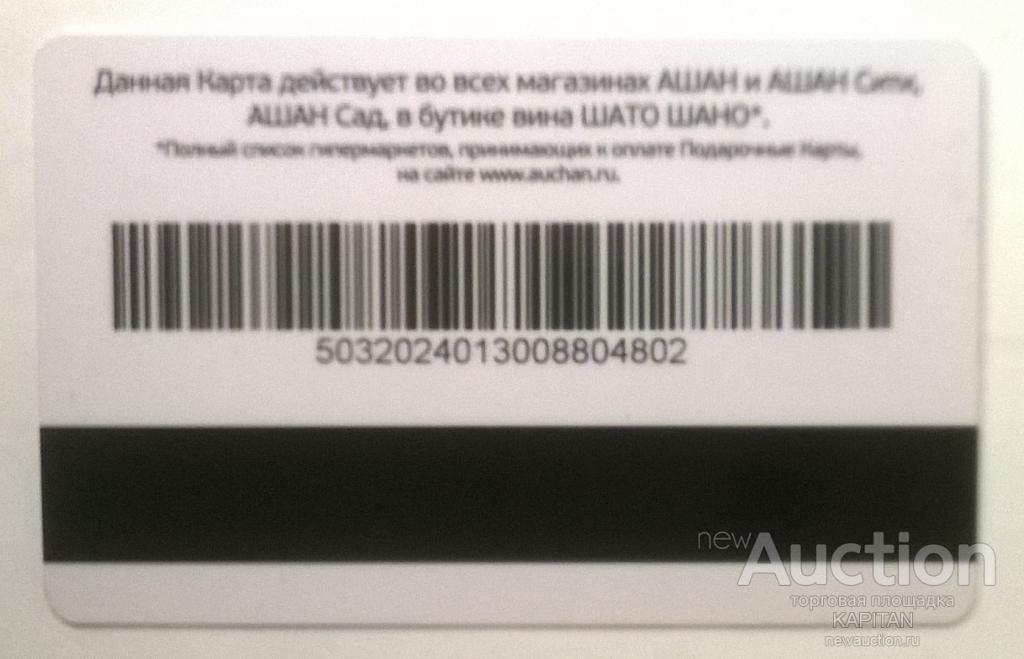 Данная Карта действует во всех магазинах АШАН и АШАН Сити,
АШАН Сад, в бутике вина ШАТО ШАНО*.
*Полный список гипермаркетов, принимающих к оплате Подарочные Карты,
на сайте www.auchan.ru.
5032024013008804802
newAuction
торговая площадка
KAPITAN
newauction.ru